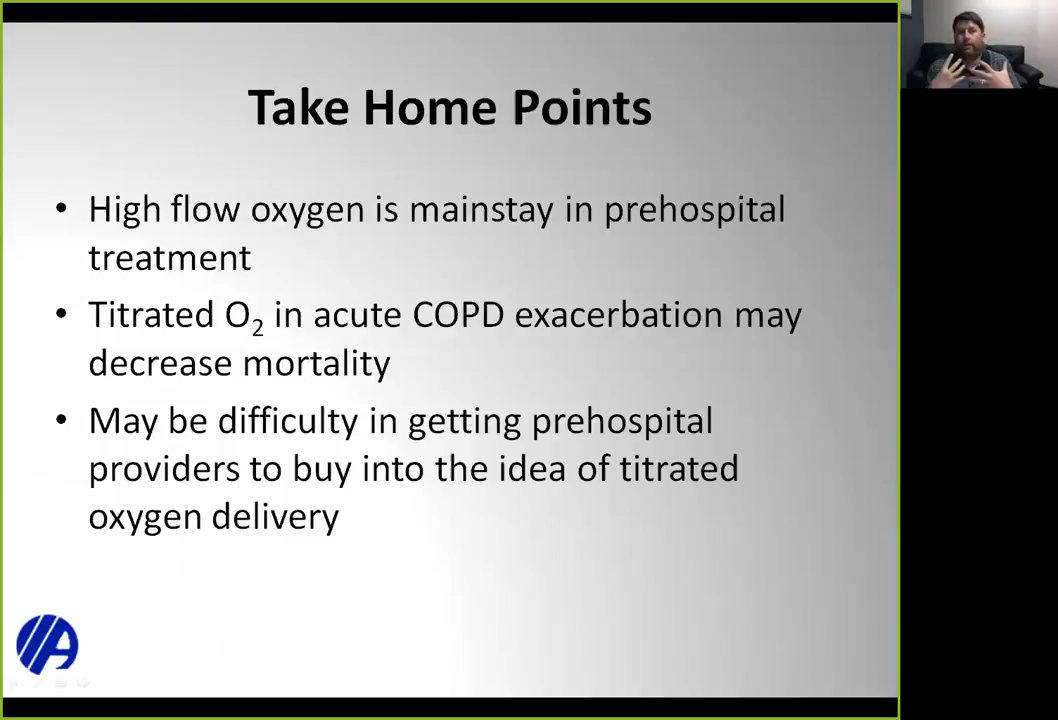 Take Home Points
• High flow oxygen is mainstay in prehospital
treatment
• Titrated O₂ in acute COPD exacerbation may
decrease mortality
• May be difficulty in getting prehospital
providers to buy into the idea of titrated
oxygen delivery
A